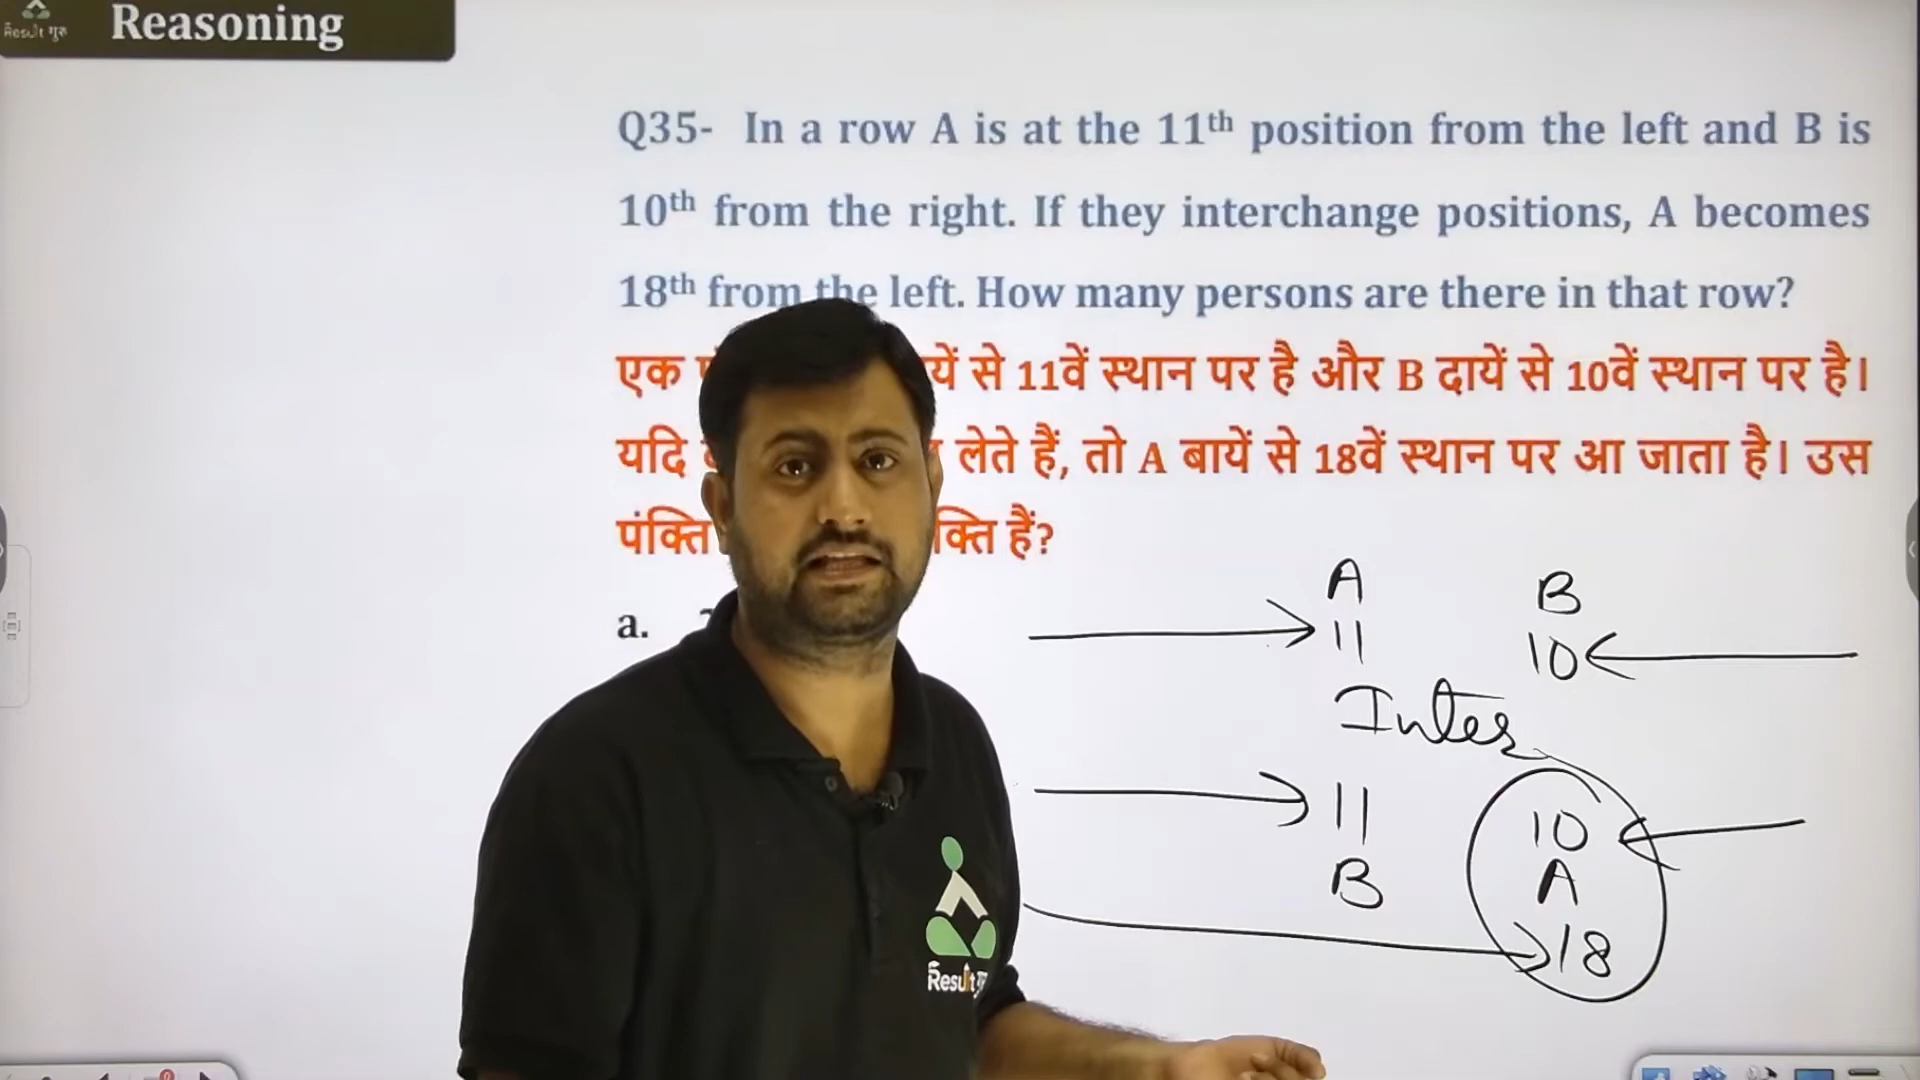 Result गुरु
Reasoning
Q35- In a row A is at the 11th position from the left and B is
10th from the right. If they interchange positions, A becomes
18th from the left. How many persons are there in that row?
एक यें से 11वें स्थान पर है और B दायें से 10वें स्थान पर है।
यदि लेते हैं, तो A बायें से 18वें स्थान पर आ जाता है। उस
पंक्ति क्ति हैं?
a.
A B
11 10
Inter
11 10
B A
18
Result